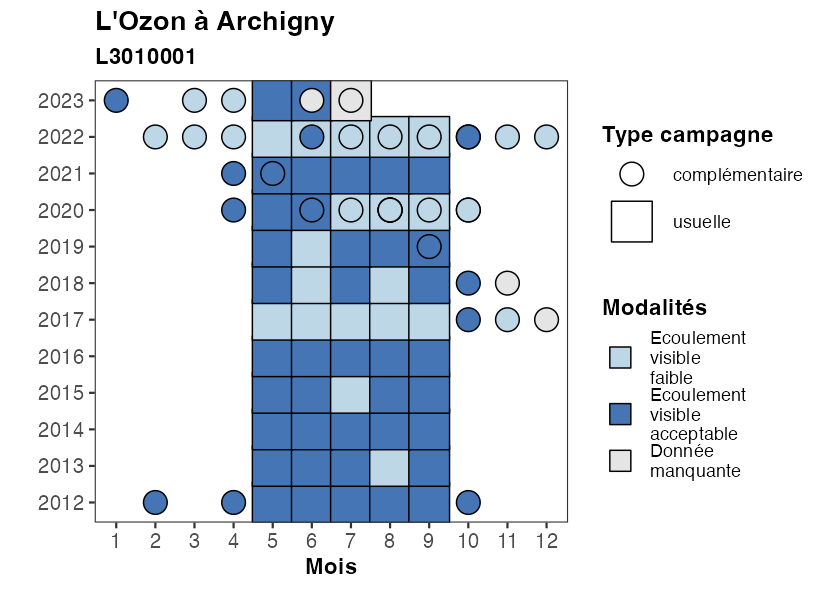 L'Ozon à Archigny
L3010001
2023
2022
2021
2020
2019
2018
2017
2016
2015
2014
2013
2012
1 2 3 4 5 6 7 8 9 10 11 12
Mois
Type campagne
complémentaire
usuelle
Modalités
Ecoulement
visible
faible
Ecoulement
visible
acceptable
Donnée
manquante